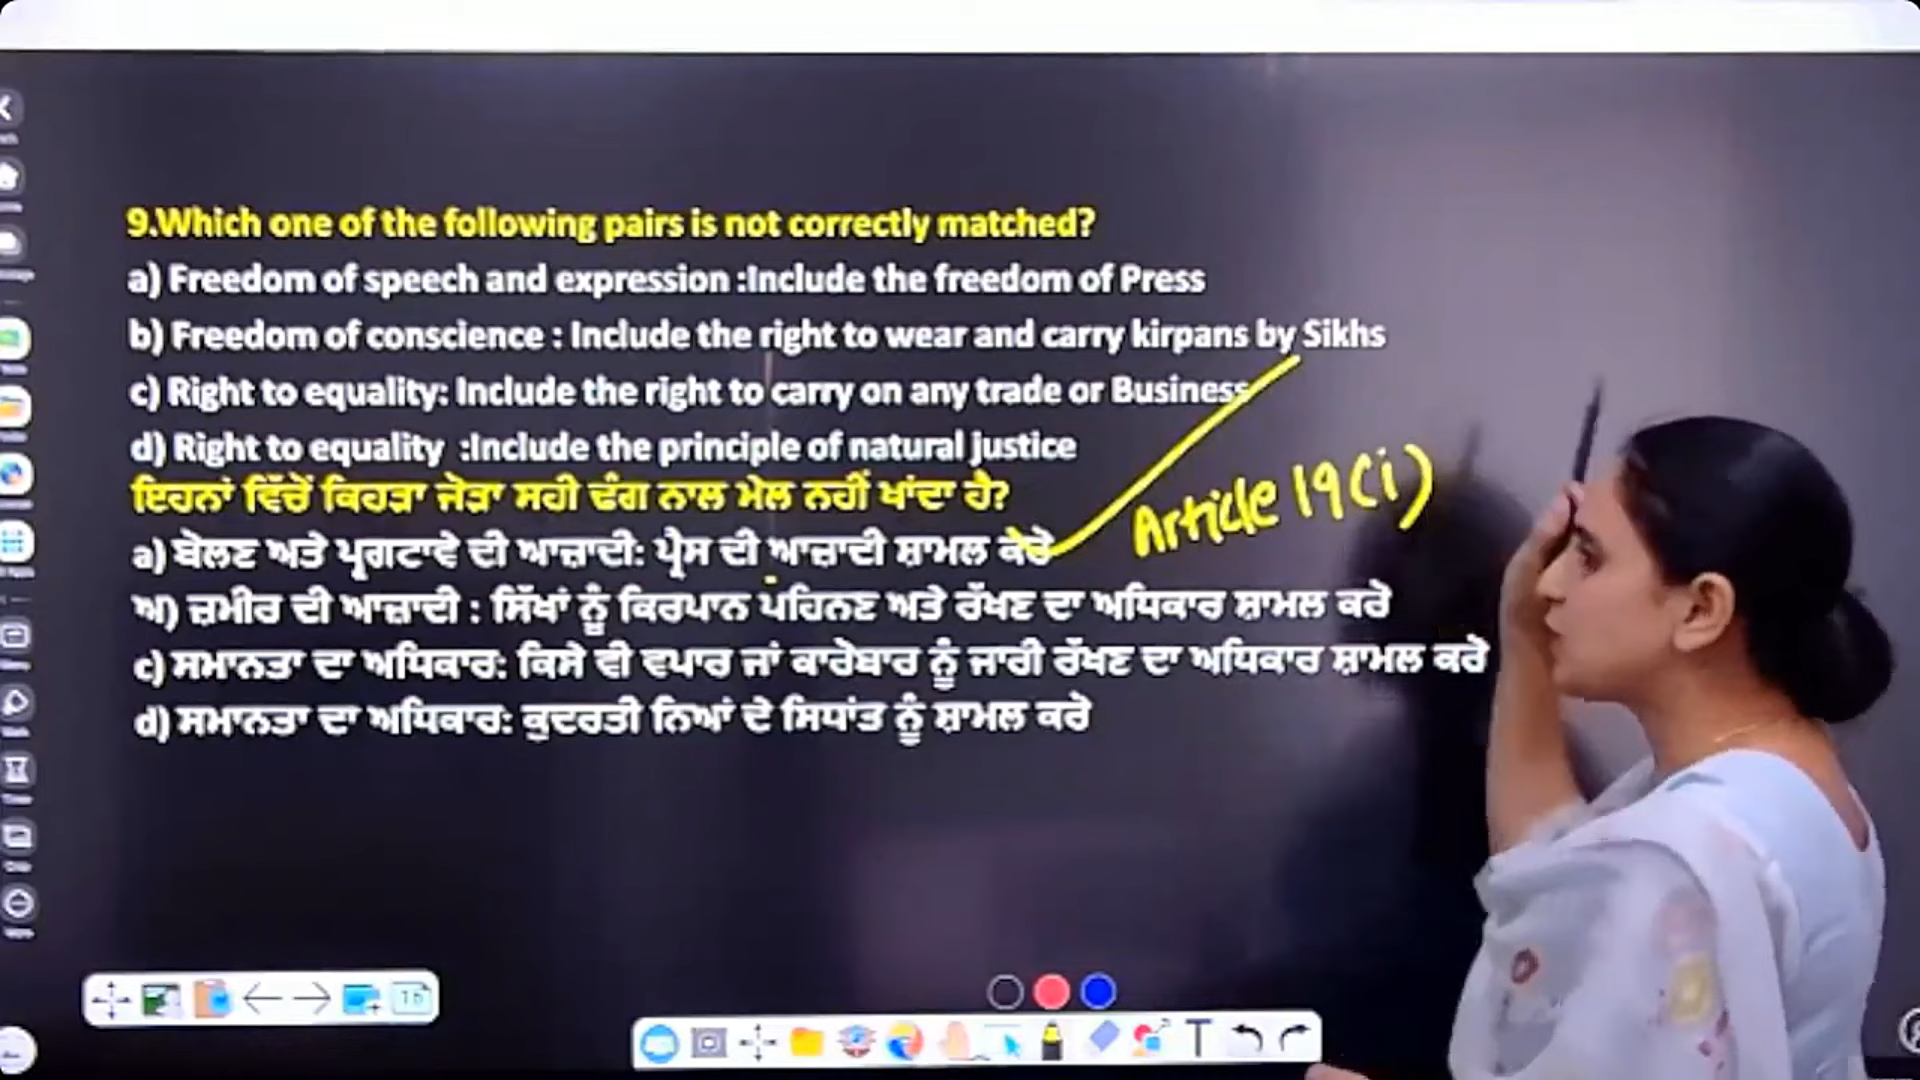 9.Which one of the following pairs is not correctly matched?
a) Freedom of speech and expression :Include the freedom of Press
b) Freedom of conscience : Include the right to wear and carry kirpans by Sikhs
c) Right to equality: Include the right to carry on any trade or Business
d) Right to equality :Include the principle of natural justice
ਇਹਨਾਂ ਵਿੱਚੋਂ ਕਿਹੜਾ ਜੋੜਾ ਸਹੀ ਢੰਗ ਨਾਲ ਮੇਲ ਨਹੀਂ ਖਾਂਦਾ ਹੈ?
Article 19(i)
a) ਬੋਲਣ ਅਤੇ ਪ੍ਰਗਟਾਵੇ ਦੀ ਆਜ਼ਾਦੀ: ਪ੍ਰੈਸ ਦੀ ਆਜ਼ਾਦੀ ਸ਼ਾਮਲ ਕਰੋ
ਅ) ਜ਼ਮੀਰ ਦੀ ਆਜ਼ਾਦੀ : ਸਿੱਖਾਂ ਨੂੰ ਕਿਰਪਾਨ ਪਹਿਨਣ ਅਤੇ ਰੱਖਣ ਦਾ ਅਧਿਕਾਰ ਸ਼ਾਮਲ ਕਰੋ
c) ਸਮਾਨਤਾ ਦਾ ਅਧਿਕਾਰ: ਕਿਸੇ ਵੀ ਵਪਾਰ ਜਾਂ ਕਾਰੋਬਾਰ ਨੂੰ ਜਾਰੀ ਰੱਖਣ ਦਾ ਅਧਿਕਾਰ ਸ਼ਾਮਲ ਕਰੋ
d) ਸਮਾਨਤਾ ਦਾ ਅਧਿਕਾਰ: ਕੁਦਰਤੀ ਨਿਆਂ ਦੇ ਸਿਧਾਂਤ ਨੂੰ ਸ਼ਾਮਲ ਕਰੋ